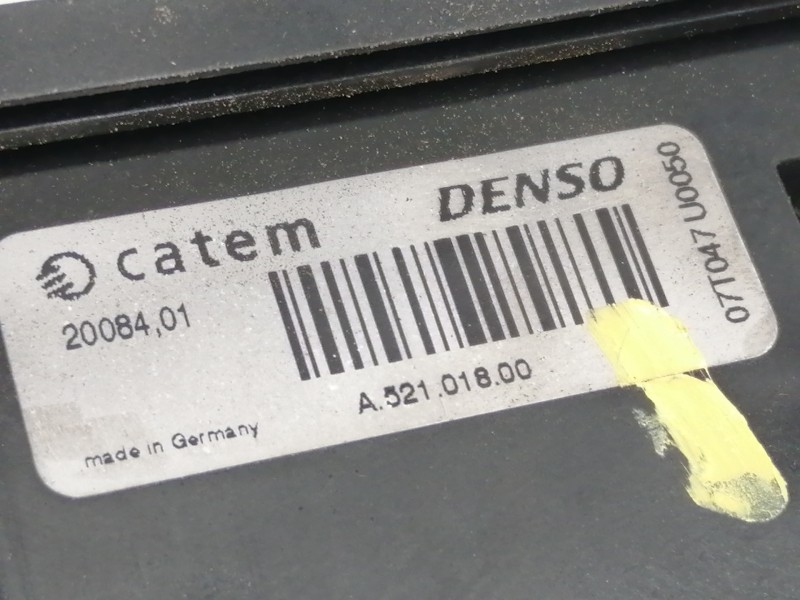 catem
DENSO
20084,01
A.521.018.00
made in Germany
07T047 U0050